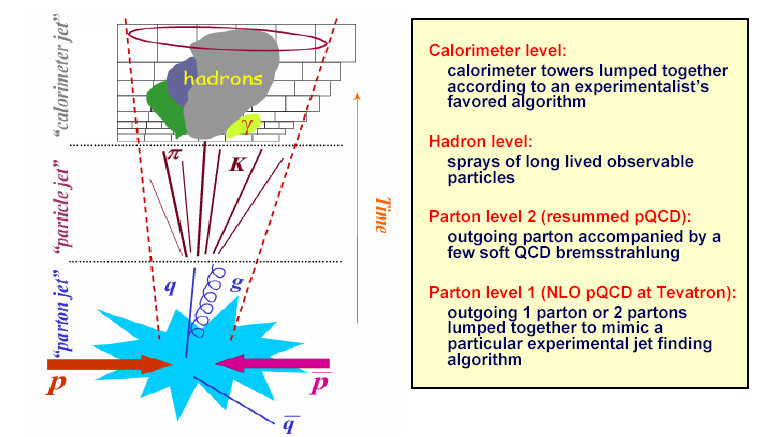 "calorimeter jet"
hadrons
γ
π
K
"particle jet"
Time
"parton jet"
q
g
p
p̅
q̅
Calorimeter level:
calorimeter towers lumped together
according to an experimentalist's
favored algorithm
Hadron level:
sprays of long lived observable
particles
Parton level 2 (resummed pQCD):
outgoing parton accompanied by a
few soft QCD bremsstrahlung
Parton level 1 (NLO pQCD at Tevatron):
outgoing 1 parton or 2 partons
lumped together to mimic a
particular experimental jet finding
algorithm